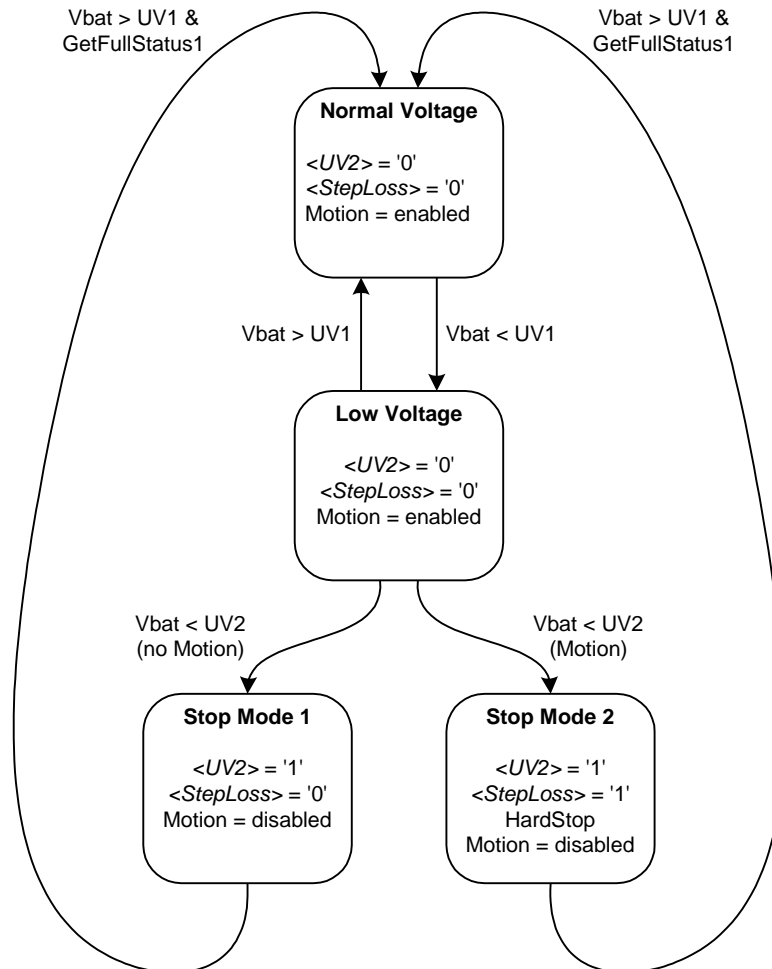 Vbat > UV1 &
GetFullStatus1
Vbat > UV1 &
GetFullStatus1
Normal Voltage
<UV2> = '0'
<StepLoss> = '0'
Motion = enabled
Vbat > UV1
Vbat < UV1
Low Voltage
<UV2> = '0'
<StepLoss> = '0'
Motion = enabled
Vbat < UV2
(no Motion)
Vbat < UV2
(Motion)
Stop Mode 1
<UV2> = '1'
<StepLoss> = '0'
Motion = disabled
Stop Mode 2
<UV2> = '1'
<StepLoss> = '1'
HardStop
Motion = disabled